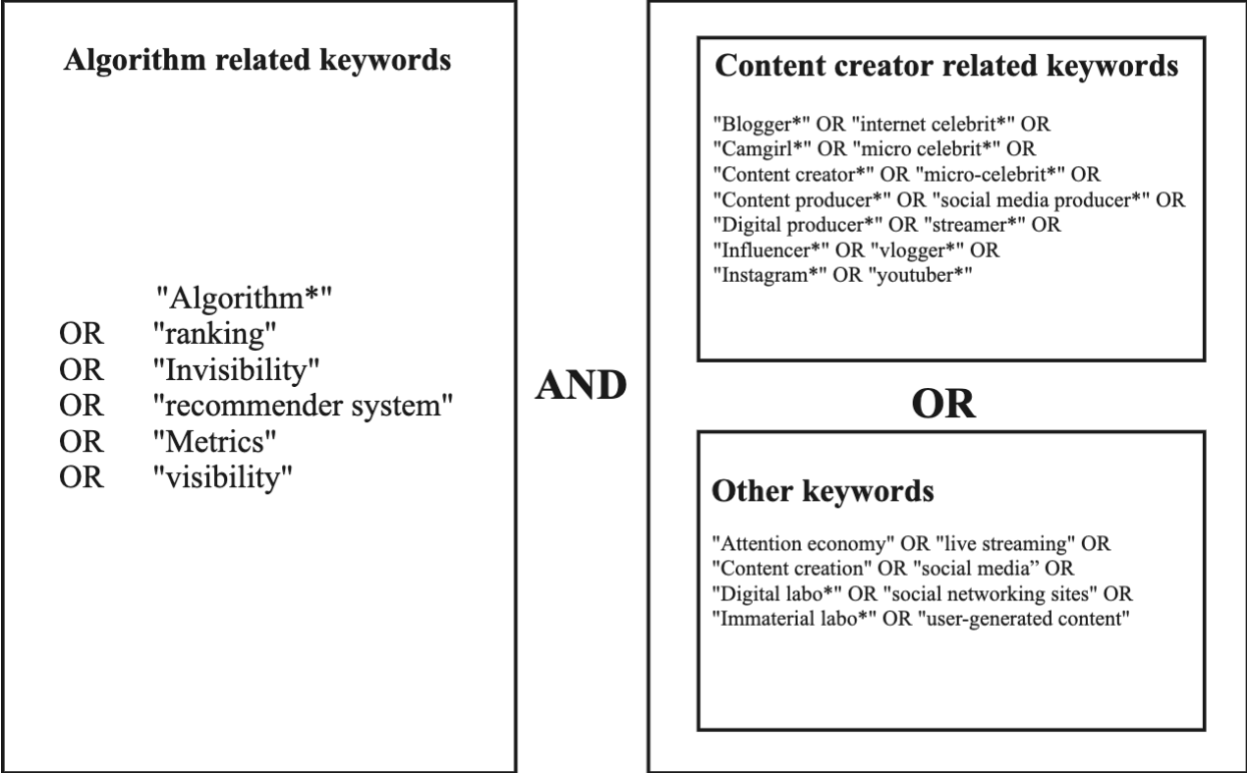 Algorithm related keywords
"Algorithm*"
OR "ranking"
OR "Invisibility"
OR "recommender system"
OR "Metrics"
OR "visibility"
AND
Content creator related keywords
"Blogger*" OR "internet celebrit*" OR
"Camgirl*" OR "micro celebrit*" OR
"Content creator*" OR "micro-celebrit*" OR
"Content producer*" OR "social media producer*" OR
"Digital producer*" OR "streamer*" OR
"Influencer*" OR "vlogger*" OR
"Instagram*" OR "youtuber*"
OR
Other keywords
"Attention economy" OR "live streaming" OR
"Content creation" OR "social media” OR
"Digital labo*" OR "social networking sites" OR
"Immaterial labo*" OR "user-generated content"